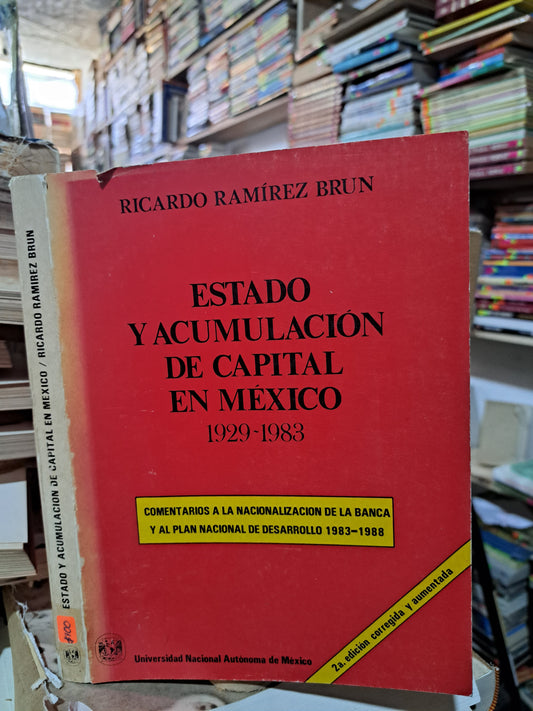 RICARDO RAMÍREZ BRUN
ESTADO
Y ACUMULACIÓN
DE CAPITAL
EN MÉXICO
1929-1983
COMENTARIOS A LA NACIONALIZACION DE LA BANCA
Y AL PLAN NACIONAL DE DESARROLLO 1983-1988
2a. edición corregida y aumentada
Universidad Nacional Autónoma de México
ESTADO Y ACUMULACION DE CAPITAL EN MEXICO / RICARDO RAMIREZ BRUN